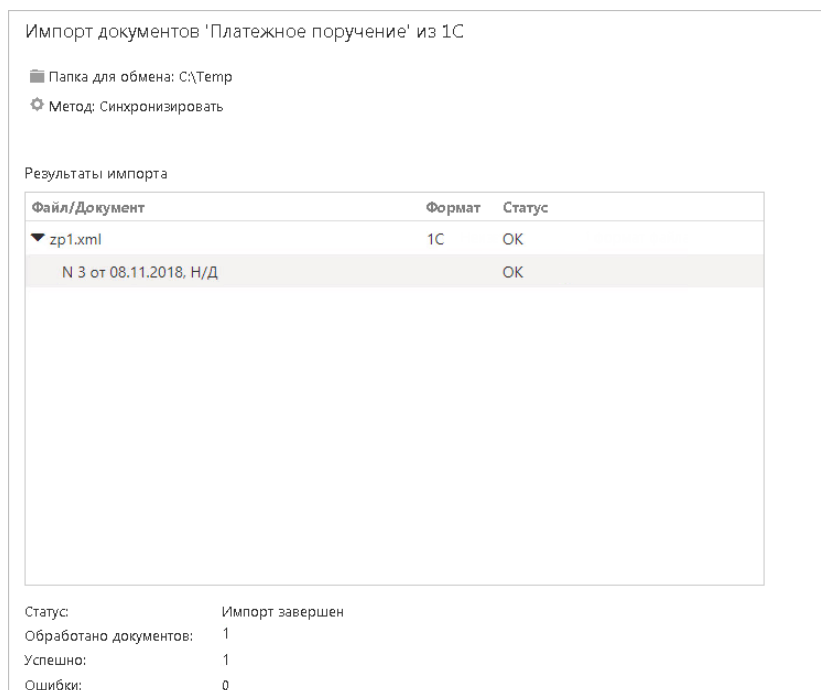 Импорт документов 'Платежное поручение' из 1С
Папка для обмена: C:\Temp
Метод: Синхронизировать
Результаты импорта
Файл/Документ Формат Статус
zp1.xml 1C OK
N 3 от 08.11.2018, Н/Д OK
Статус: Импорт завершен
Обработано документов: 1
Успешно: 1
Ошибки: 0